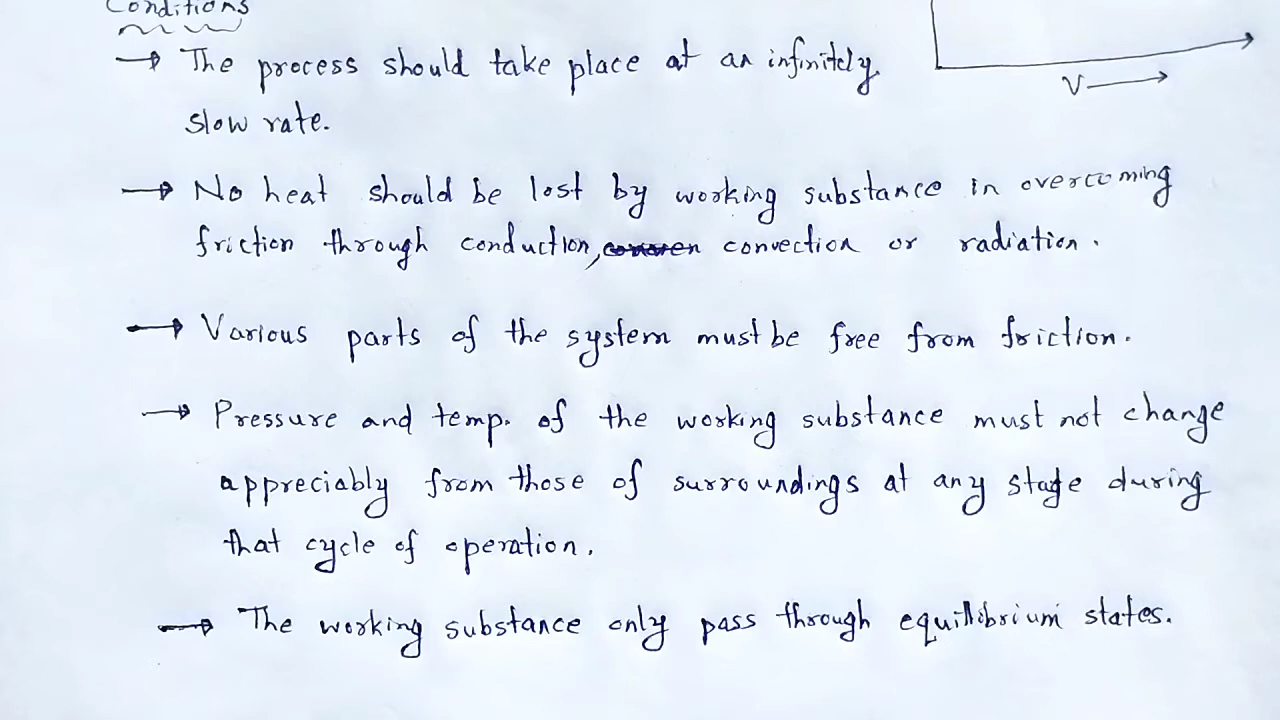 Conditions
→ The process should take place at an infinitely
V →
slow rate.
→ No heat should be lost by working substance in overcoming
friction through conduction, convection or radiation.
→ Various parts of the system must be free from friction.
→ Pressure and temp. of the working substance must not change
appreciably from those of surroundings at any stage during
that cycle of operation.
→ The working substance only pass through equillibrium states.